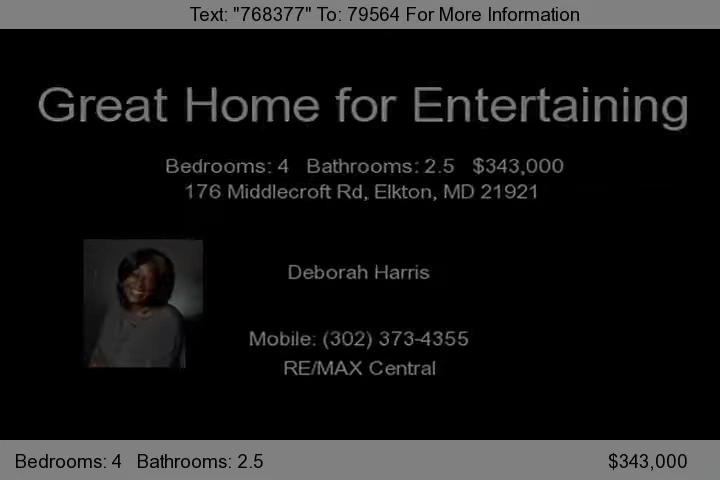 Text: "768377" To: 79564 For More Information
Great Home for Entertaining
Bedrooms: 4 Bathrooms: 2.5 $343,000
176 Middlecroft Rd, Elkton, MD 21921
Deborah Harris
Mobile: (302) 373-4355
RE/MAX Central
Bedrooms: 4 Bathrooms: 2.5 $343,000